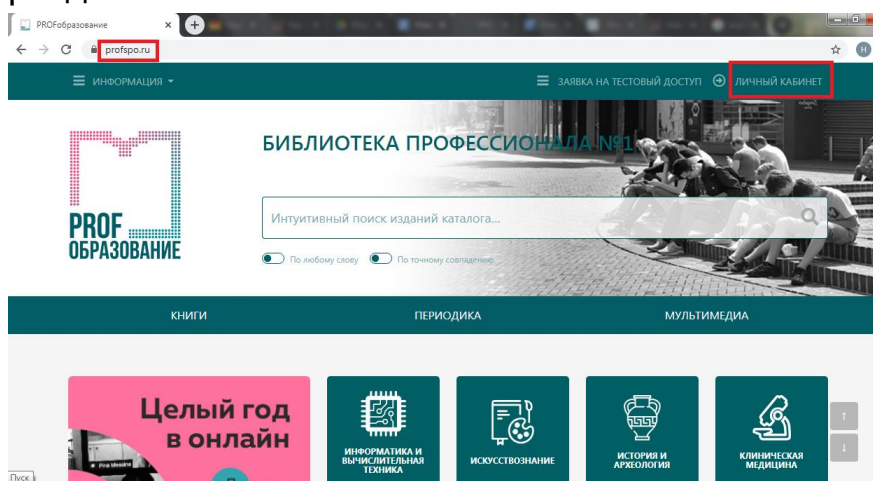 PROFобразование
profspo.ru
ИНФОРМАЦИЯ
ЗАЯВКА НА ТЕСТОВЫЙ ДОСТУП
ЛИЧНЫЙ КАБИНЕТ
БИБЛИОТЕКА ПРОФЕССИОНАЛА №1
PROF
ОБРАЗОВАНИЕ
Интуитивный поиск изданий каталога...
По любому слову
По точному совпадению
КНИГИ
ПЕРИОДИКА
МУЛЬТИМЕДИА
Целый год
в онлайн
ИНФОРМАТИКА И
ВЫЧИСЛИТЕЛЬНАЯ
ТЕХНИКА
ИСКУССТВОЗНАНИЕ
ИСТОРИЯ И
АРХЕОЛОГИЯ
КЛИНИЧЕСКАЯ
МЕДИЦИНА
Pina Messina
Пуск